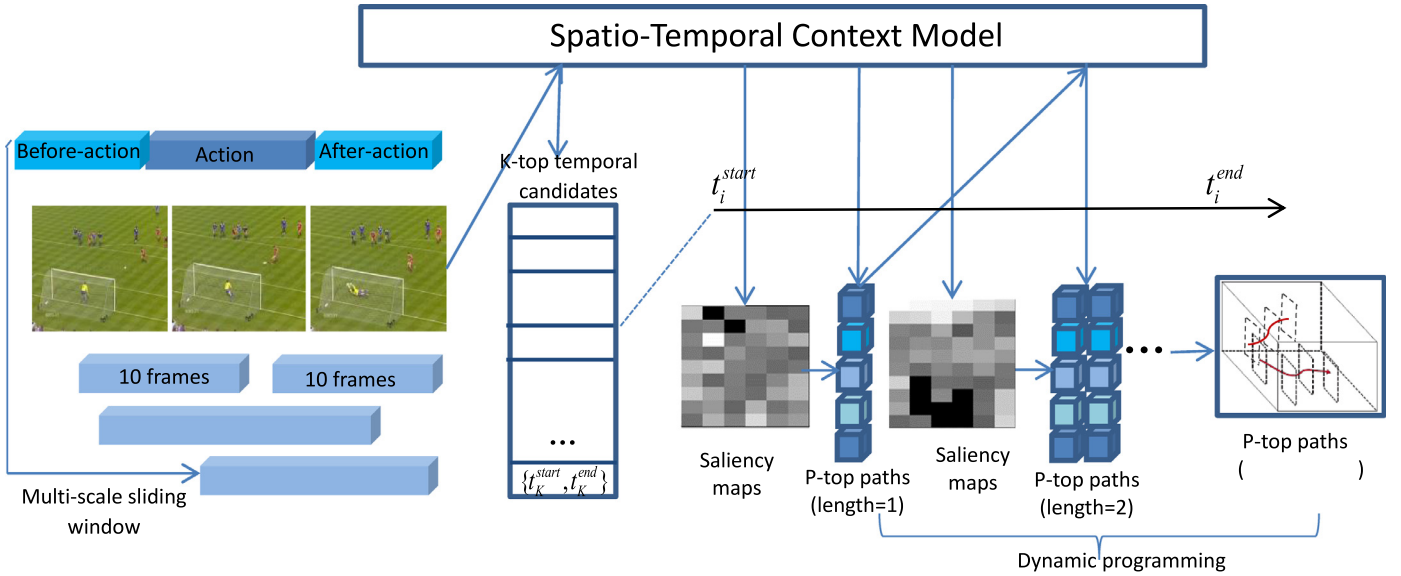 Spatio-Temporal Context Model
Before-action
Action
After-action
K-top temporal
candidates
t_i^{start}
t_i^{end}
10 frames
10 frames
...
{t_K^{start}, t_K^{end}}
Multi-scale sliding
window
Saliency
maps
P-top paths
(length=1)
Saliency
maps
P-top paths
(length=2)
...
P-top paths
( )
Dynamic programming